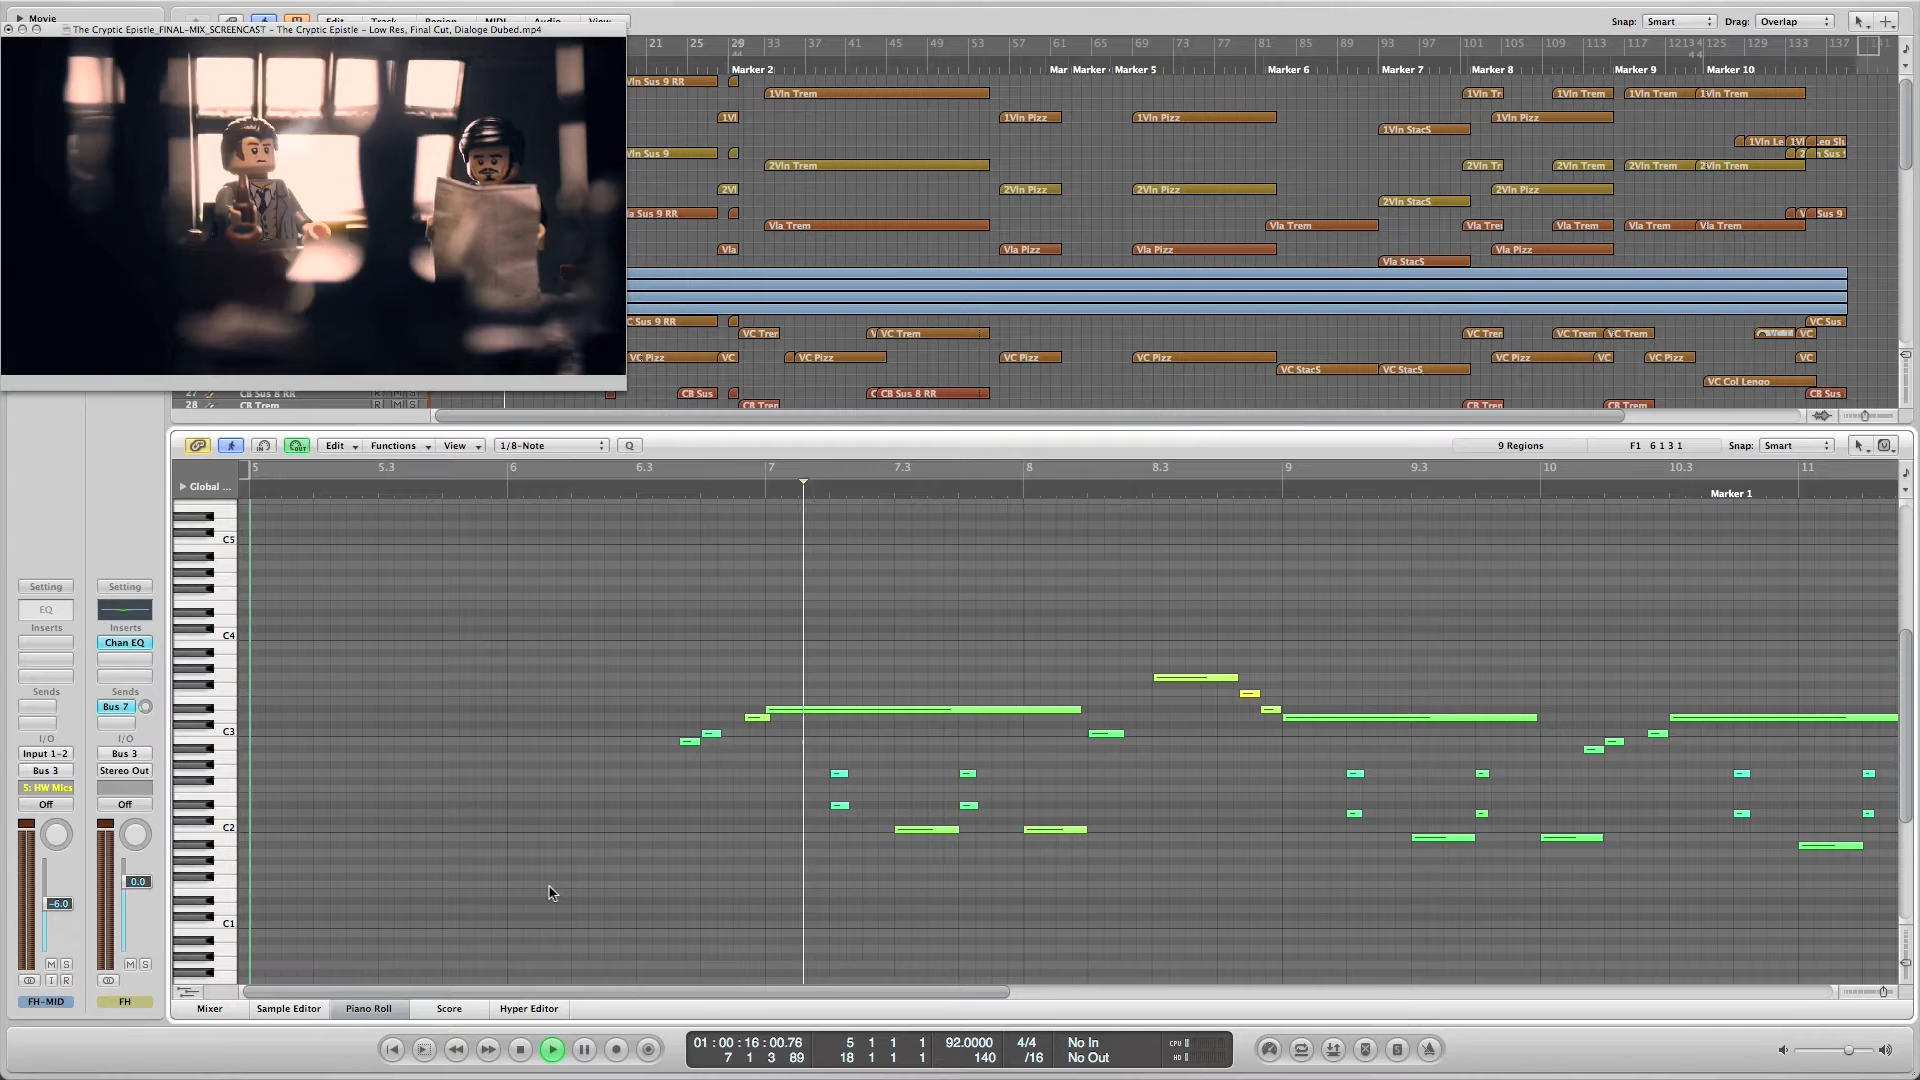 Movie
Edit Track Region MIDI Audio View
Snap: Smart Drag: Overlap
The Cryptic Epistle_FINAL-MIX_SCREENCAST – The Cryptic Epistle – Low Res, Final Cut, Dialoge Dubed.mp4
21 25 29 33 37 41 45 49 53 57 61 65 69 73 77 81 85 89 93 97 101 105 109 113 117 121 125 129 133 137
Marker 2 Mar Marker Marker 5 Marker 6 Marker 7 Marker 8 Marker 9 Marker 10
Vln Sus 9 RR
1Vln Trem 1Vln Tr 1Vln Trem 1Vln Trem 1Vln Trem
1Vl 1Vln Pizz 1Vln Pizz 1Vln Pizz
1Vln StacS
1Vln Le 1Vl
Vln Sus 9
2Vln Trem 2Vln Tr 2Vln Trem 2Vln Trem 2Vln Trem
2Vl 2Vln Pizz 2Vln Pizz 2Vln Pizz
2Vln StacS
la Sus 9 RR V Sus 9
Vla Trem Vla Trem Vla Tre Vla Trem Vla Trem Vla Trem
Vla Vla Pizz Vla Pizz Vla Pizz
Vla StacS
C Sus 9 RR VC Sus
VC Trer V VC Trem VC Trer VC Trem VC Trem VC
VC Pizz VC VC Pizz VC Pizz VC Pizz VC Pizz VC VC Pizz VC
VC StacS VC StacS
VC Col Lengo
27 CB Sus 8 RR R M S CB Sus CB Sus 8 RR CB Sus
28 CB Trem R M S CB Trem CB Trer CB Trem
Edit Functions View 1/8-Note Q 9 Regions F1 6 1 3 1 Snap: Smart
5 5.3 6 6.3 7 7.3 8 8.3 9 9.3 10 10.3 11
Global ...
Marker 1
C5
C4
C3
C2
C1
Setting Setting
EQ
Inserts Inserts
Chan EQ
Sends Sends
Bus 7
I/O I/O
Input 1-2 Bus 3
Bus 3 Stereo Out
5: HW Mics
Off Off
0.0
-6.0
M S M S
I R
FH-MID FH
Mixer Sample Editor Piano Roll Score Hyper Editor
01 : 00 : 16 : 00.76 5 1 1 1 92.0000 4/4 No In CPU
7 1 3 89 18 1 1 1 140 /16 No Out HD